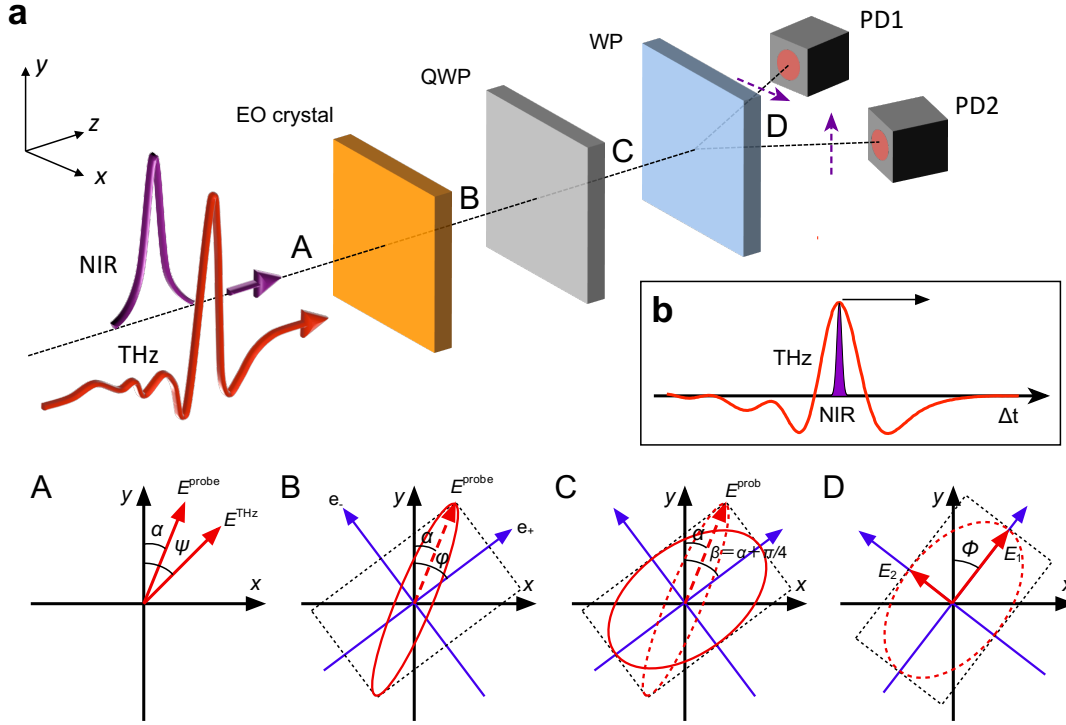 a
y
z
x
NIR
THz
A
EO crystal
B
QWP
C
WP
D
PD1
PD2
b
THz
NIR
Δt
A
y
E^probe
E^THz
α
ψ
x
B
y
e-
E^probe
e+
α
φ
x
C
y
E^prob
α
β=α+π/4
x
D
y
Φ
E₁
E₂
x